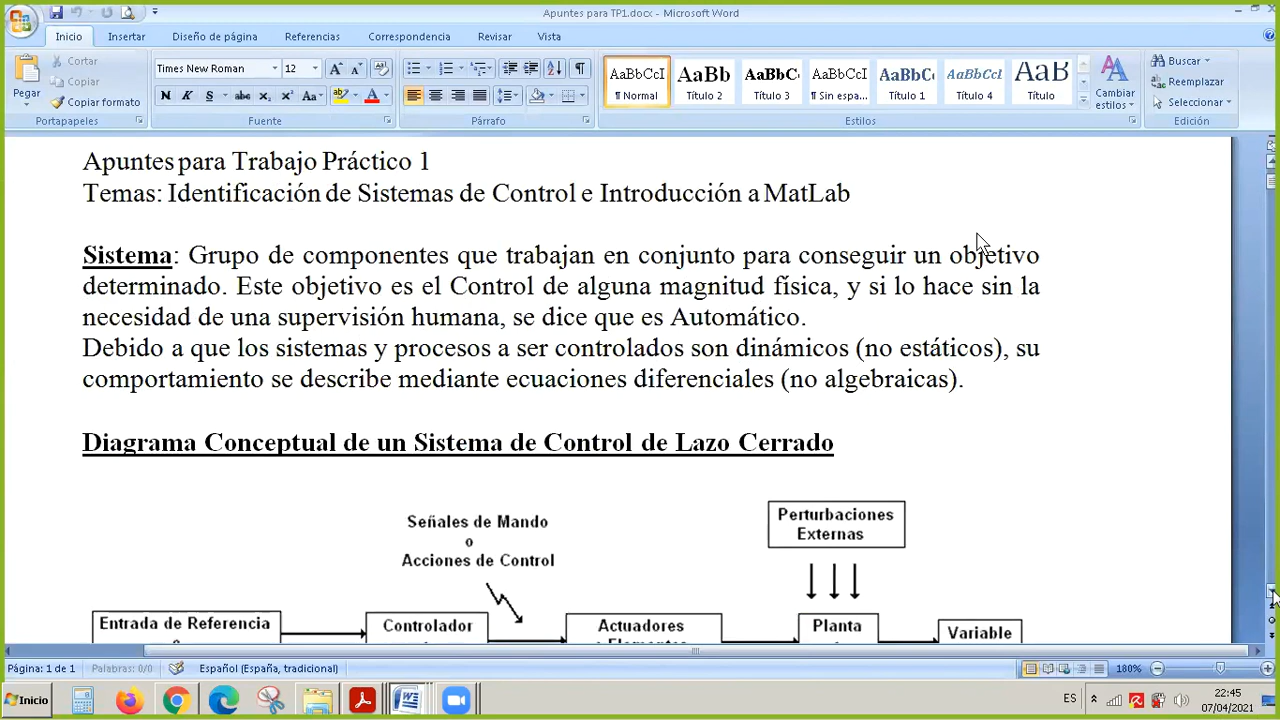 Apuntes para TP1.docx - Microsoft Word
Inicio Insertar Diseño de página Referencias Correspondencia Revisar Vista
Pegar
Cortar
Copiar
Copiar formato
Portapapeles
Times New Roman 12
N K S abc x₂ x² Aa
Fuente
Párrafo
AaBbCcI AaBb AaBbC AaBbCcI AaBbC AaBbCcI AaB
¶ Normal Título 2 Título 3 ¶ Sin espa... Título 1 Título 4 Título
Cambiar estilos
Estilos
Buscar
Reemplazar
Seleccionar
Edición
Apuntes para Trabajo Práctico 1
Temas: Identificación de Sistemas de Control e Introducción a MatLab
Sistema: Grupo de componentes que trabajan en conjunto para conseguir un objetivo
determinado. Este objetivo es el Control de alguna magnitud física, y si lo hace sin la
necesidad de una supervisión humana, se dice que es Automático.
Debido a que los sistemas y procesos a ser controlados son dinámicos (no estáticos), su
comportamiento se describe mediante ecuaciones diferenciales (no algebraicas).
Diagrama Conceptual de un Sistema de Control de Lazo Cerrado
Señales de Mando
o
Acciones de Control
Perturbaciones
Externas
Entrada de Referencia
Controlador
Actuadores
Planta
Variable
Página: 1 de 1 Palabras: 0/0 Español (España, tradicional) 180%
Inicio
ES
22:45
07/04/2021